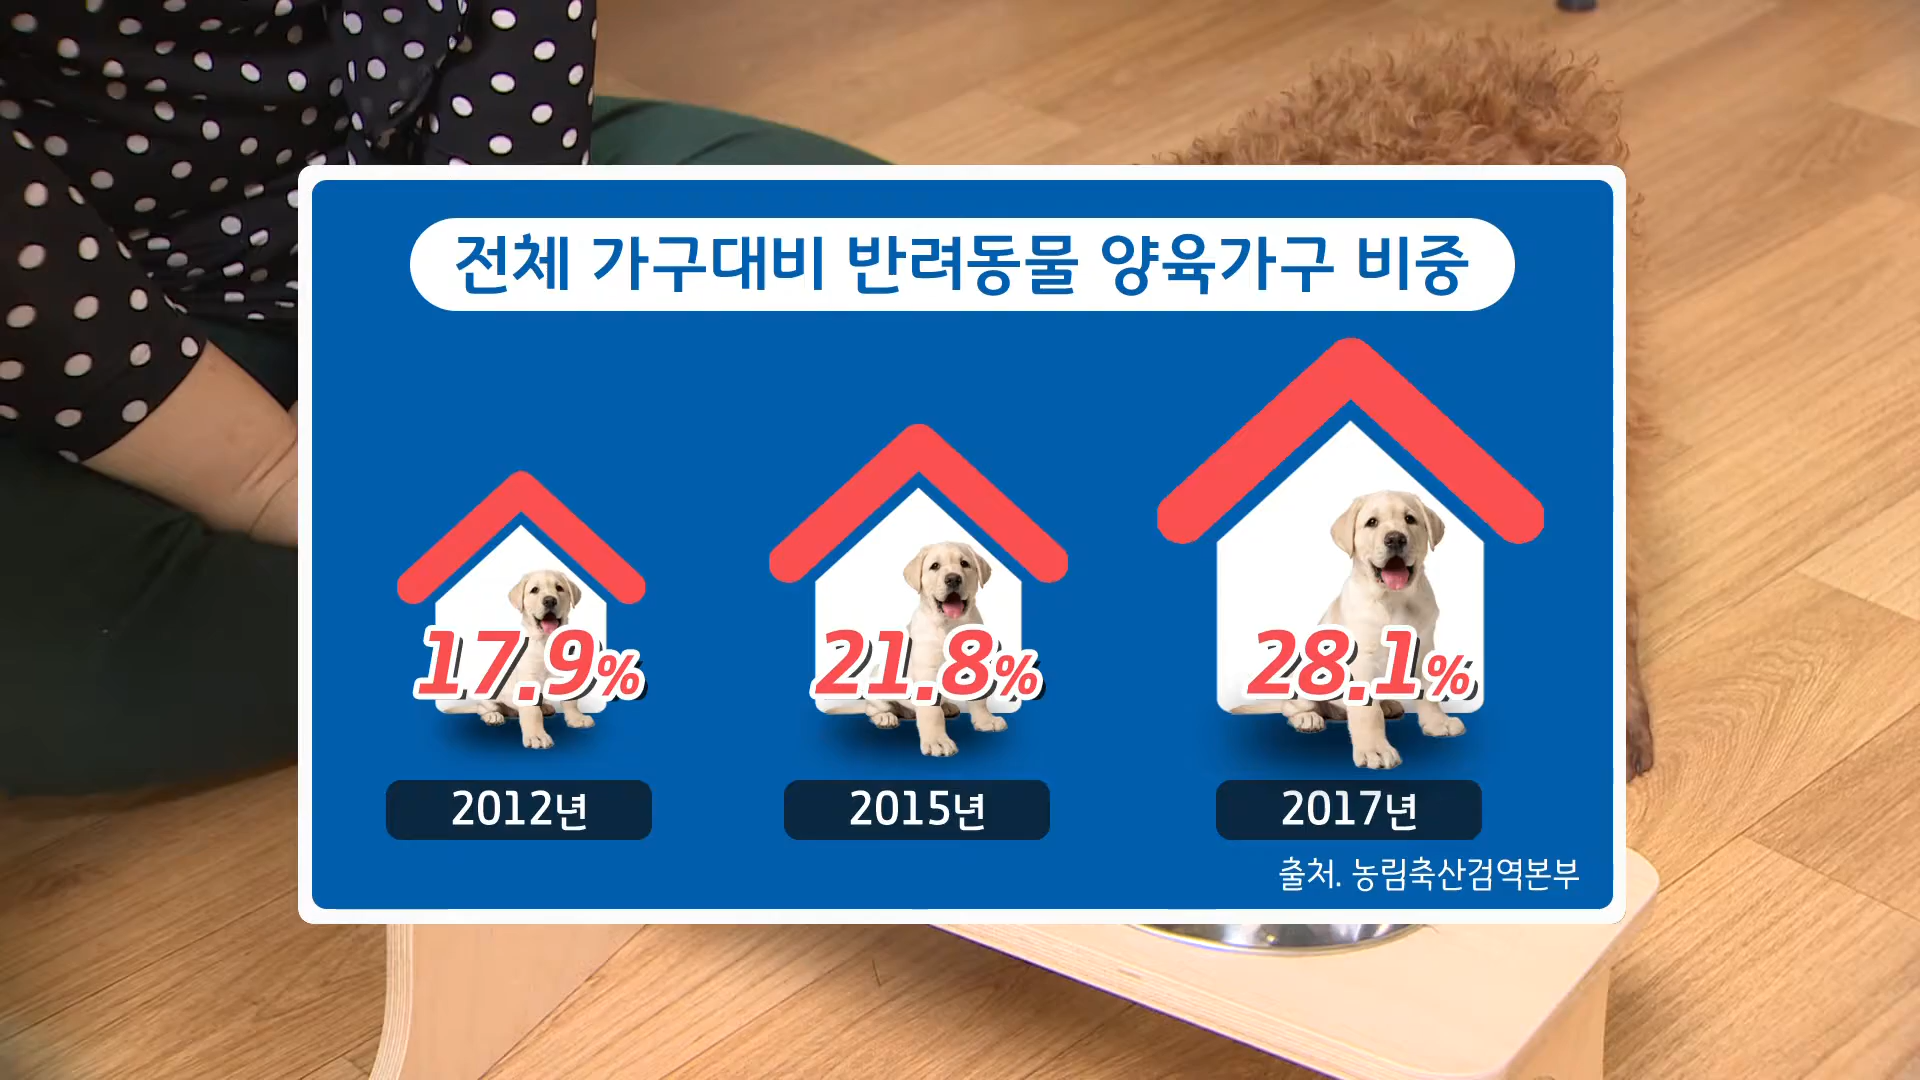 전체 가구대비 반려동물 양육가구 비중
17.9% 21.8% 28.1%
2012년 2015년 2017년
출처. 농림축산검역본부